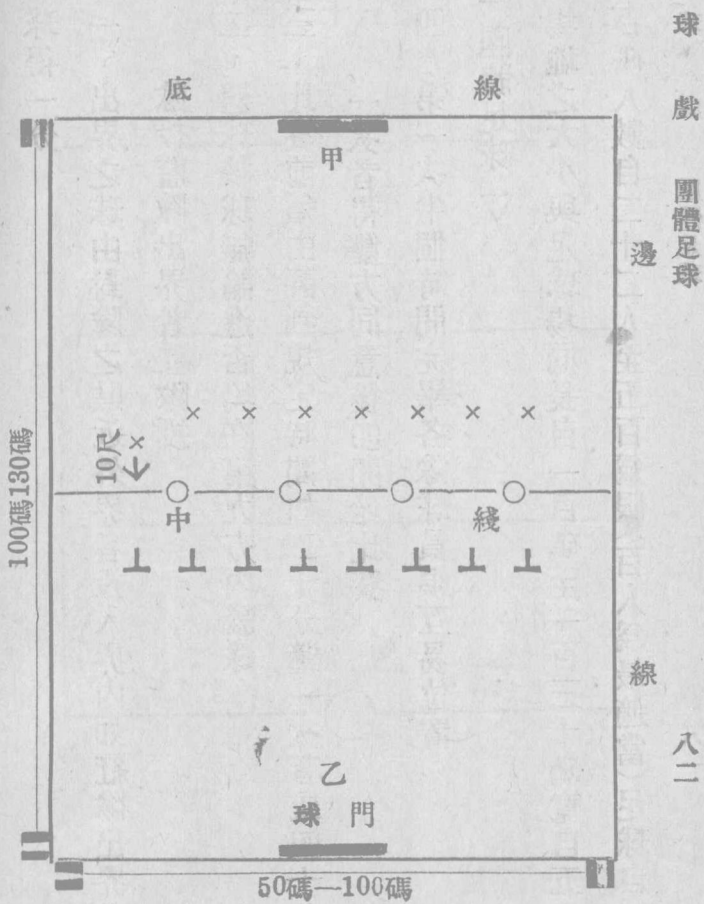 球戲 團體足球
八二
底 線
甲
邊
10尺
中 綫
100碼130碼
線
乙
球 門
50碼—100碼